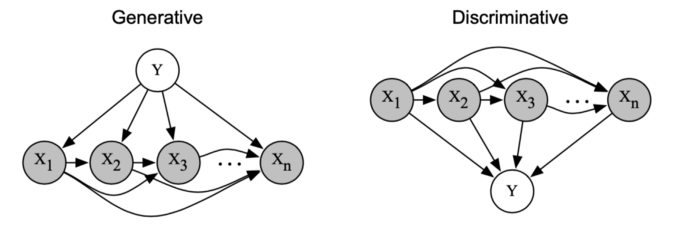 Generative
Discriminative
Y
X1 X2 X3 ... Xn
X1 X2 X3 ... Xn
Y